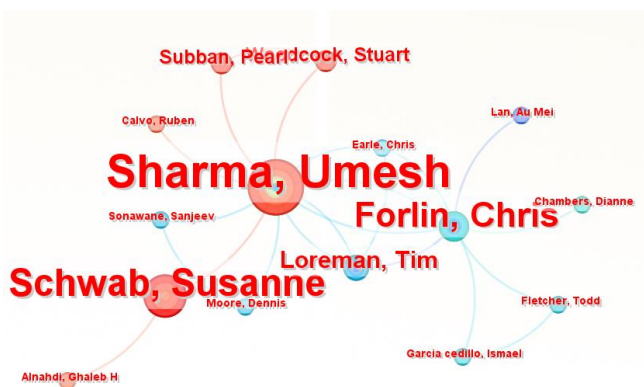 Subban, Pearl
Woodcock, Stuart
Calvo, Ruben
Lan, Au Mei
Earle, Chris
Sharma, Umesh
Chambers, Dianne
Sonawane, Sanjeev
Forlin, Chris
Loreman, Tim
Schwab, Susanne
Moore, Dennis
Fletcher, Todd
Garcia cedillo, Ismael
Alnahdi, Ghaleb H